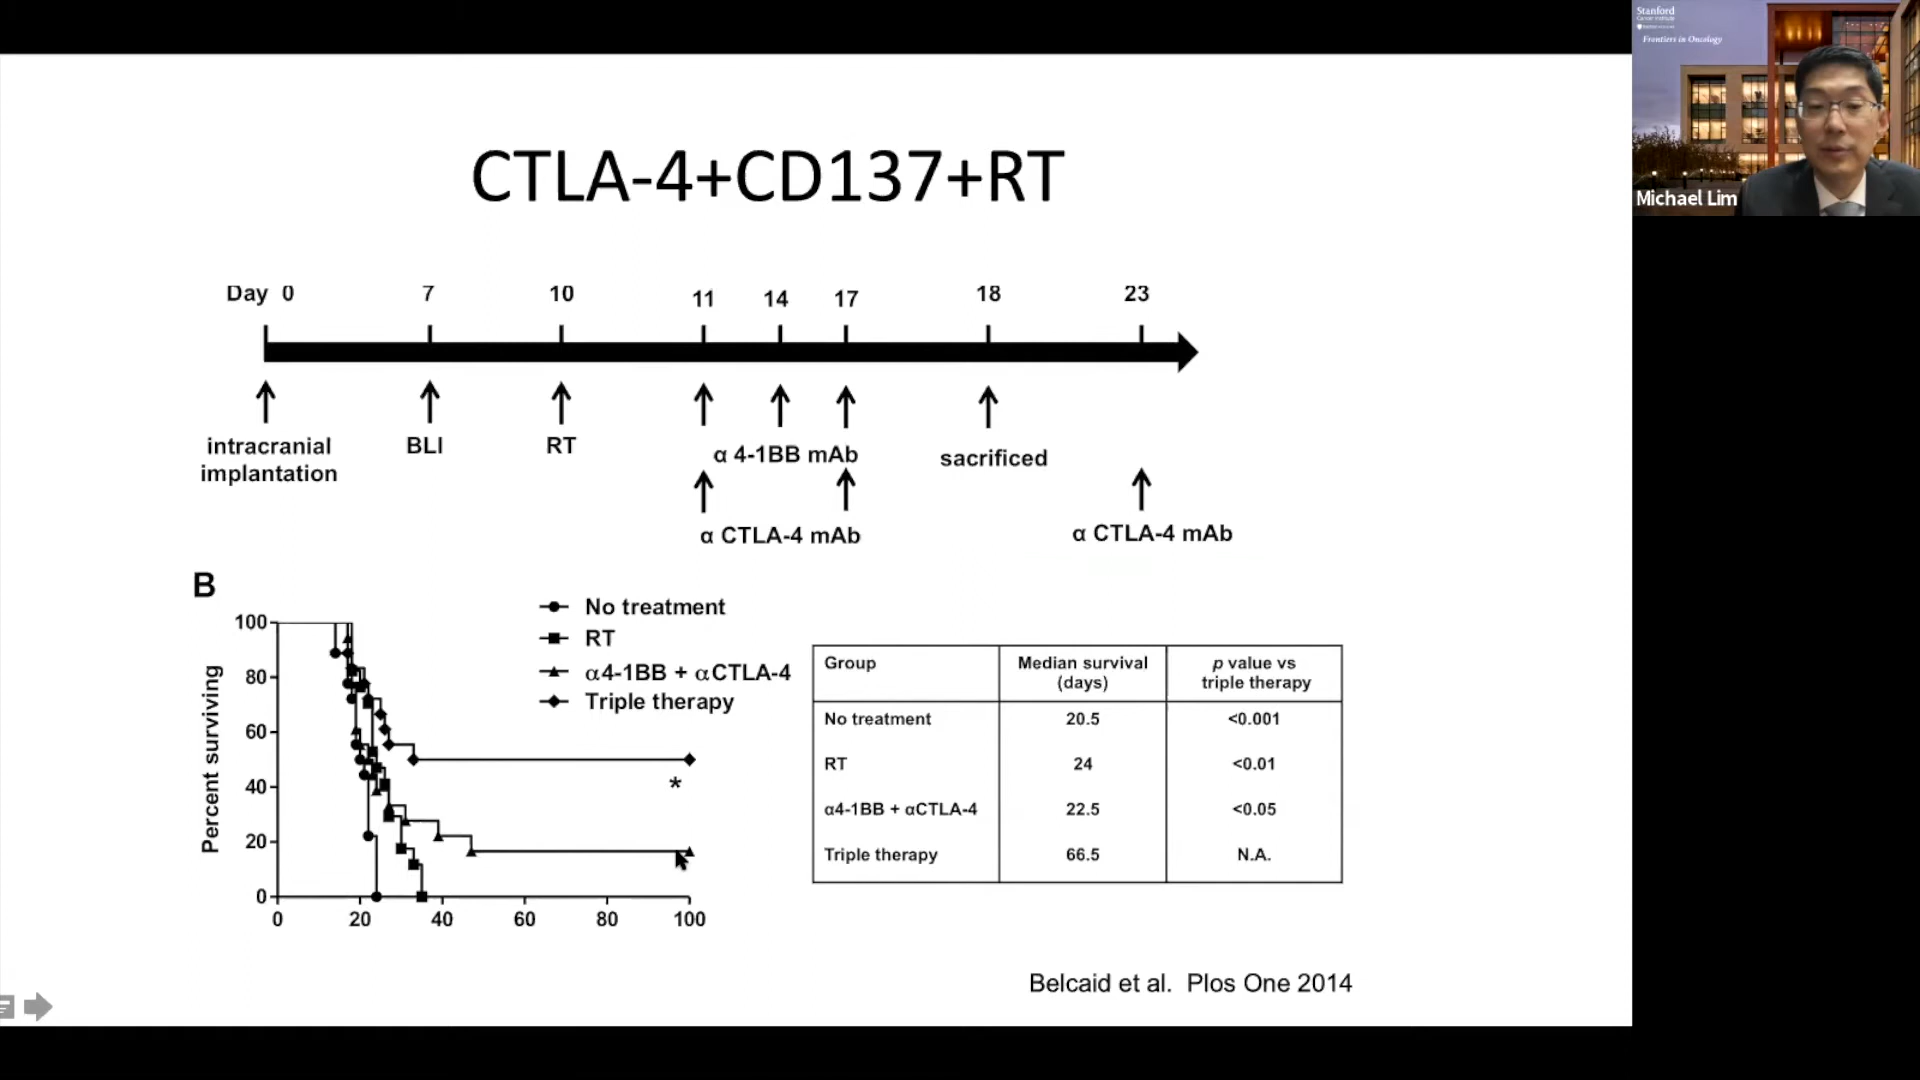 Stanford
Cancer Institute
Frontiers in Oncology
Michael Lim
CTLA-4+CD137+RT
Day 0 7 10 11 14 17 18 23
intracranial
implantation
BLI
RT
α 4-1BB mAb
sacrificed
α CTLA-4 mAb
α CTLA-4 mAb
B
No treatment
RT
α4-1BB + αCTLA-4
Triple therapy
Percent surviving
100
80
60
40
20
0
*
0 20 40 60 80 100
Group Median survival (days) p value vs triple therapy
No treatment 20.5 <0.001
RT 24 <0.01
α4-1BB + αCTLA-4 22.5 <0.05
Triple therapy 66.5 N.A.
Belcaid et al. Plos One 2014